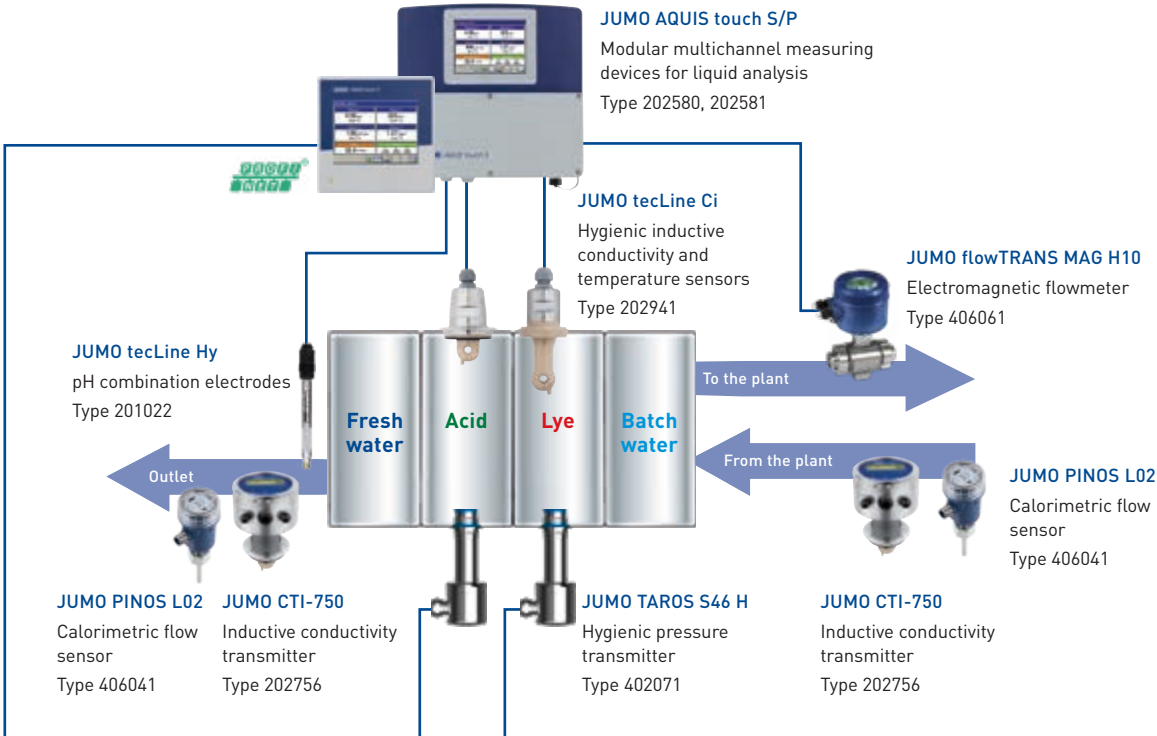 JUMO AQUIS touch S/P
Modular multichannel measuring
devices for liquid analysis
Type 202580, 202581
PROFI
NET®
JUMO tecLine Ci
Hygienic inductive
conductivity and
temperature sensors
Type 202941
JUMO flowTRANS MAG H10
Electromagnetic flowmeter
Type 406061
JUMO tecLine Hy
pH combination electrodes
Type 201022
To the plant
Fresh
water
Acid
Lye
Batch
water
From the plant
Outlet
JUMO PINOS L02
Calorimetric flow
sensor
Type 406041
JUMO PINOS L02
Calorimetric flow
sensor
Type 406041
JUMO CTI-750
Inductive conductivity
transmitter
Type 202756
JUMO TAROS S46 H
Hygienic pressure
transmitter
Type 402071
JUMO CTI-750
Inductive conductivity
transmitter
Type 202756